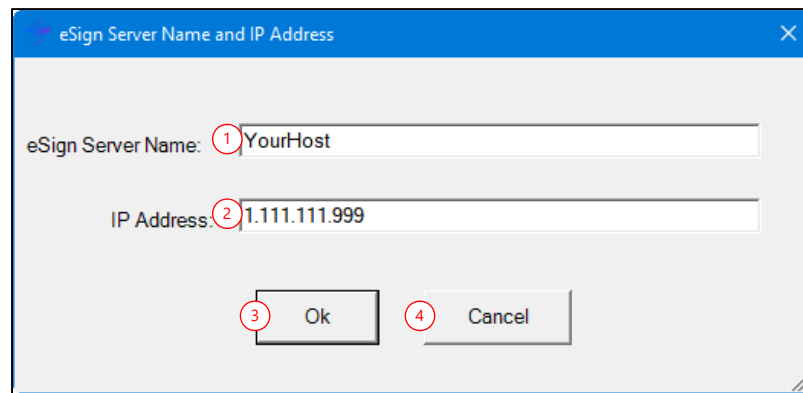 eSign Server Name and IP Address
eSign Server Name: 1 YourHost
IP Address: 2 1.111.111.999
3 Ok 4 Cancel